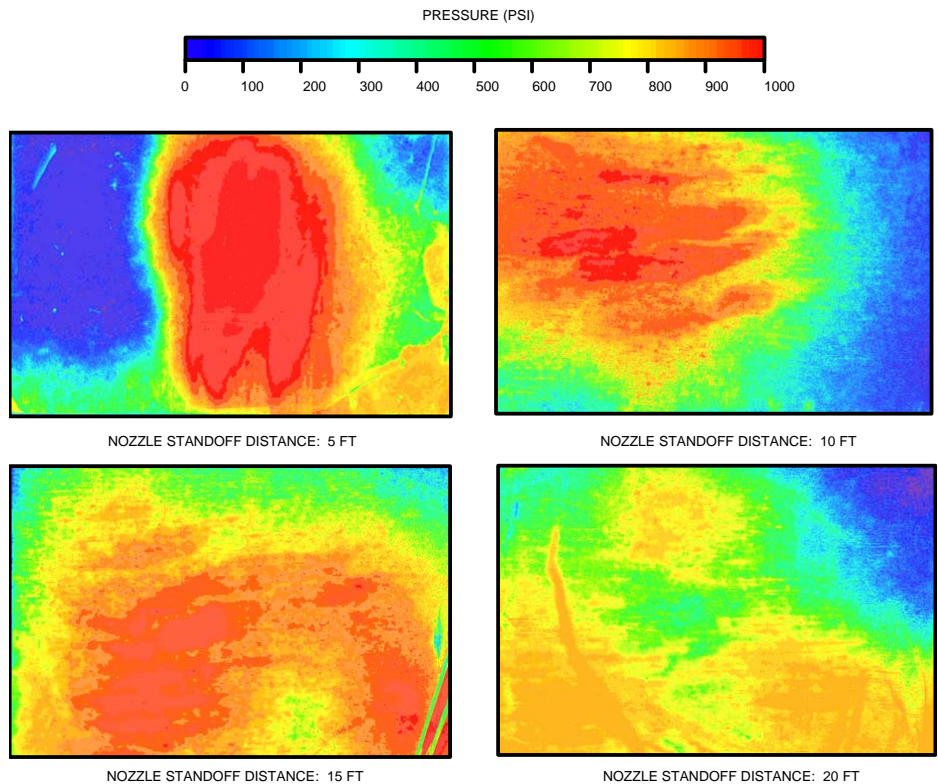 PRESSURE (PSI)
0 100 200 300 400 500 600 700 800 900 1000
NOZZLE STANDOFF DISTANCE: 5 FT
NOZZLE STANDOFF DISTANCE: 10 FT
NOZZLE STANDOFF DISTANCE: 15 FT
NOZZLE STANDOFF DISTANCE: 20 FT